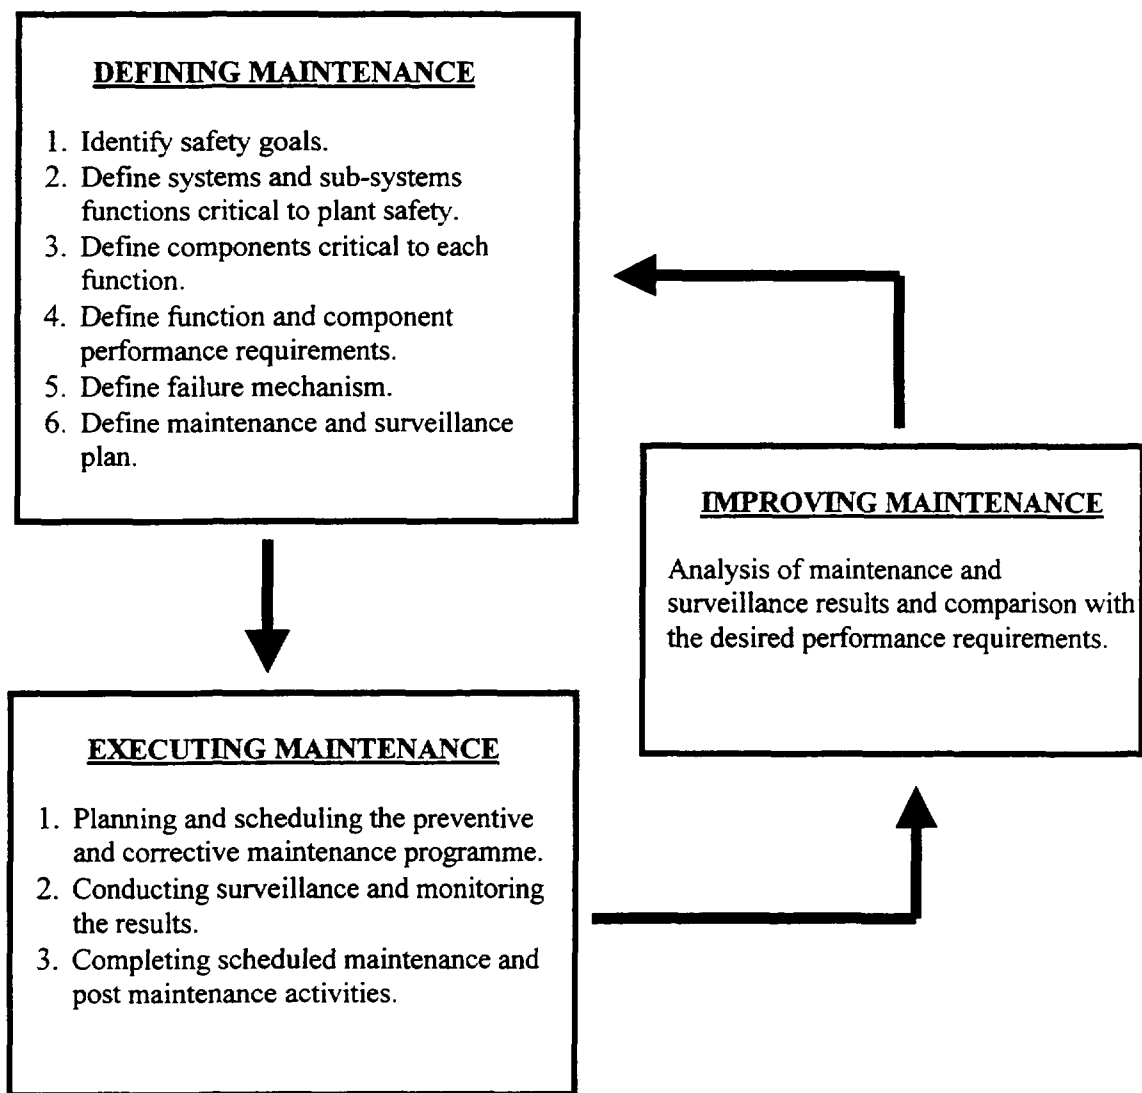 DEFINING MAINTENANCE
1. Identify safety goals.
2. Define systems and sub-systems
functions critical to plant safety.
3. Define components critical to each
function.
4. Define function and component
performance requirements.
5. Define failure mechanism.
6. Define maintenance and surveillance
plan.
IMPROVING MAINTENANCE
Analysis of maintenance and
surveillance results and comparison with
the desired performance requirements.
EXECUTING MAINTENANCE
1. Planning and scheduling the preventive
and corrective maintenance programme.
2. Conducting surveillance and monitoring
the results.
3. Completing scheduled maintenance and
post maintenance activities.